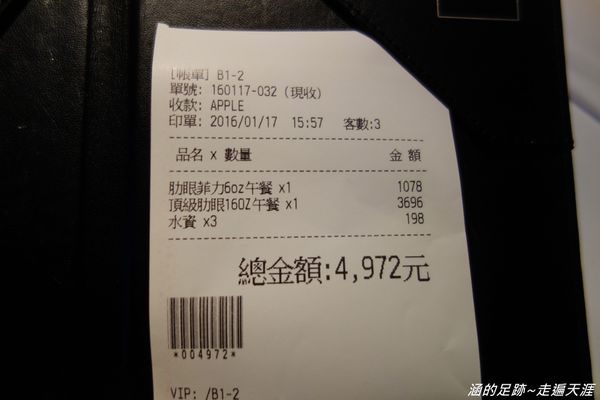 [帳單] B1-2
單號: 160117-032 (現收)
收款: APPLE
印單: 2016/01/17 15:57 客數:3
品名 x 數量 金額
肋眼菲力6oz午餐 x1 1078
頂級肋眼16OZ午餐 x1 3696
水資 x3 198
總金額:4,972元
*004972*
VIP: /B1-2
涵的足跡~走遍天涯